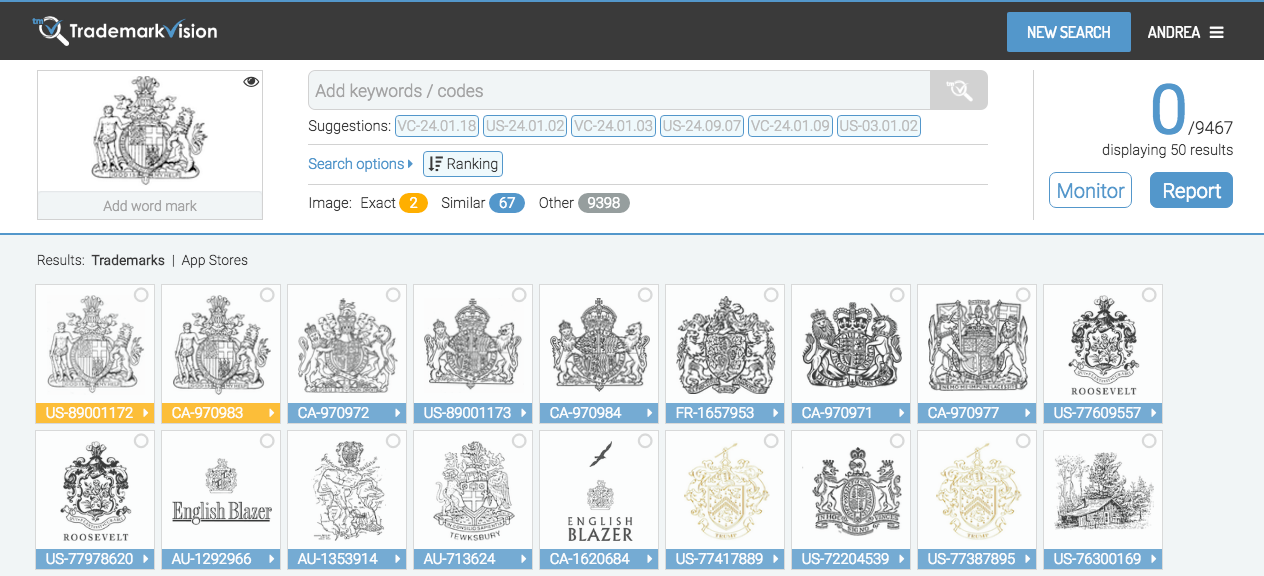 TrademarkVision
NEW SEARCH
ANDREA
Add keywords / codes
Suggestions: VC-24.01.18 US-24.01.02 VC-24.01.03 US-24.09.07 VC-24.01.09 US-03.01.02
Search options
Ranking
Image: Exact 2 Similar 67 Other 9398
Add word mark
0/9467
displaying 50 results
Monitor
Report
Results: Trademarks | App Stores
ROOSEVELT
US-89001172
CA-970983
CA-970972
US-89001173
CA-970984
FR-1657953
CA-970971
CA-970977
US-77609557
ROOSEVELT
English Blazer
TEWKSBURY
ENGLISH
BLAZER
TRUMP
TRUMP
US-77978620
AU-1292966
AU-1353914
AU-713624
CA-1620684
US-77417889
US-72204539
US-77387895
US-76300169